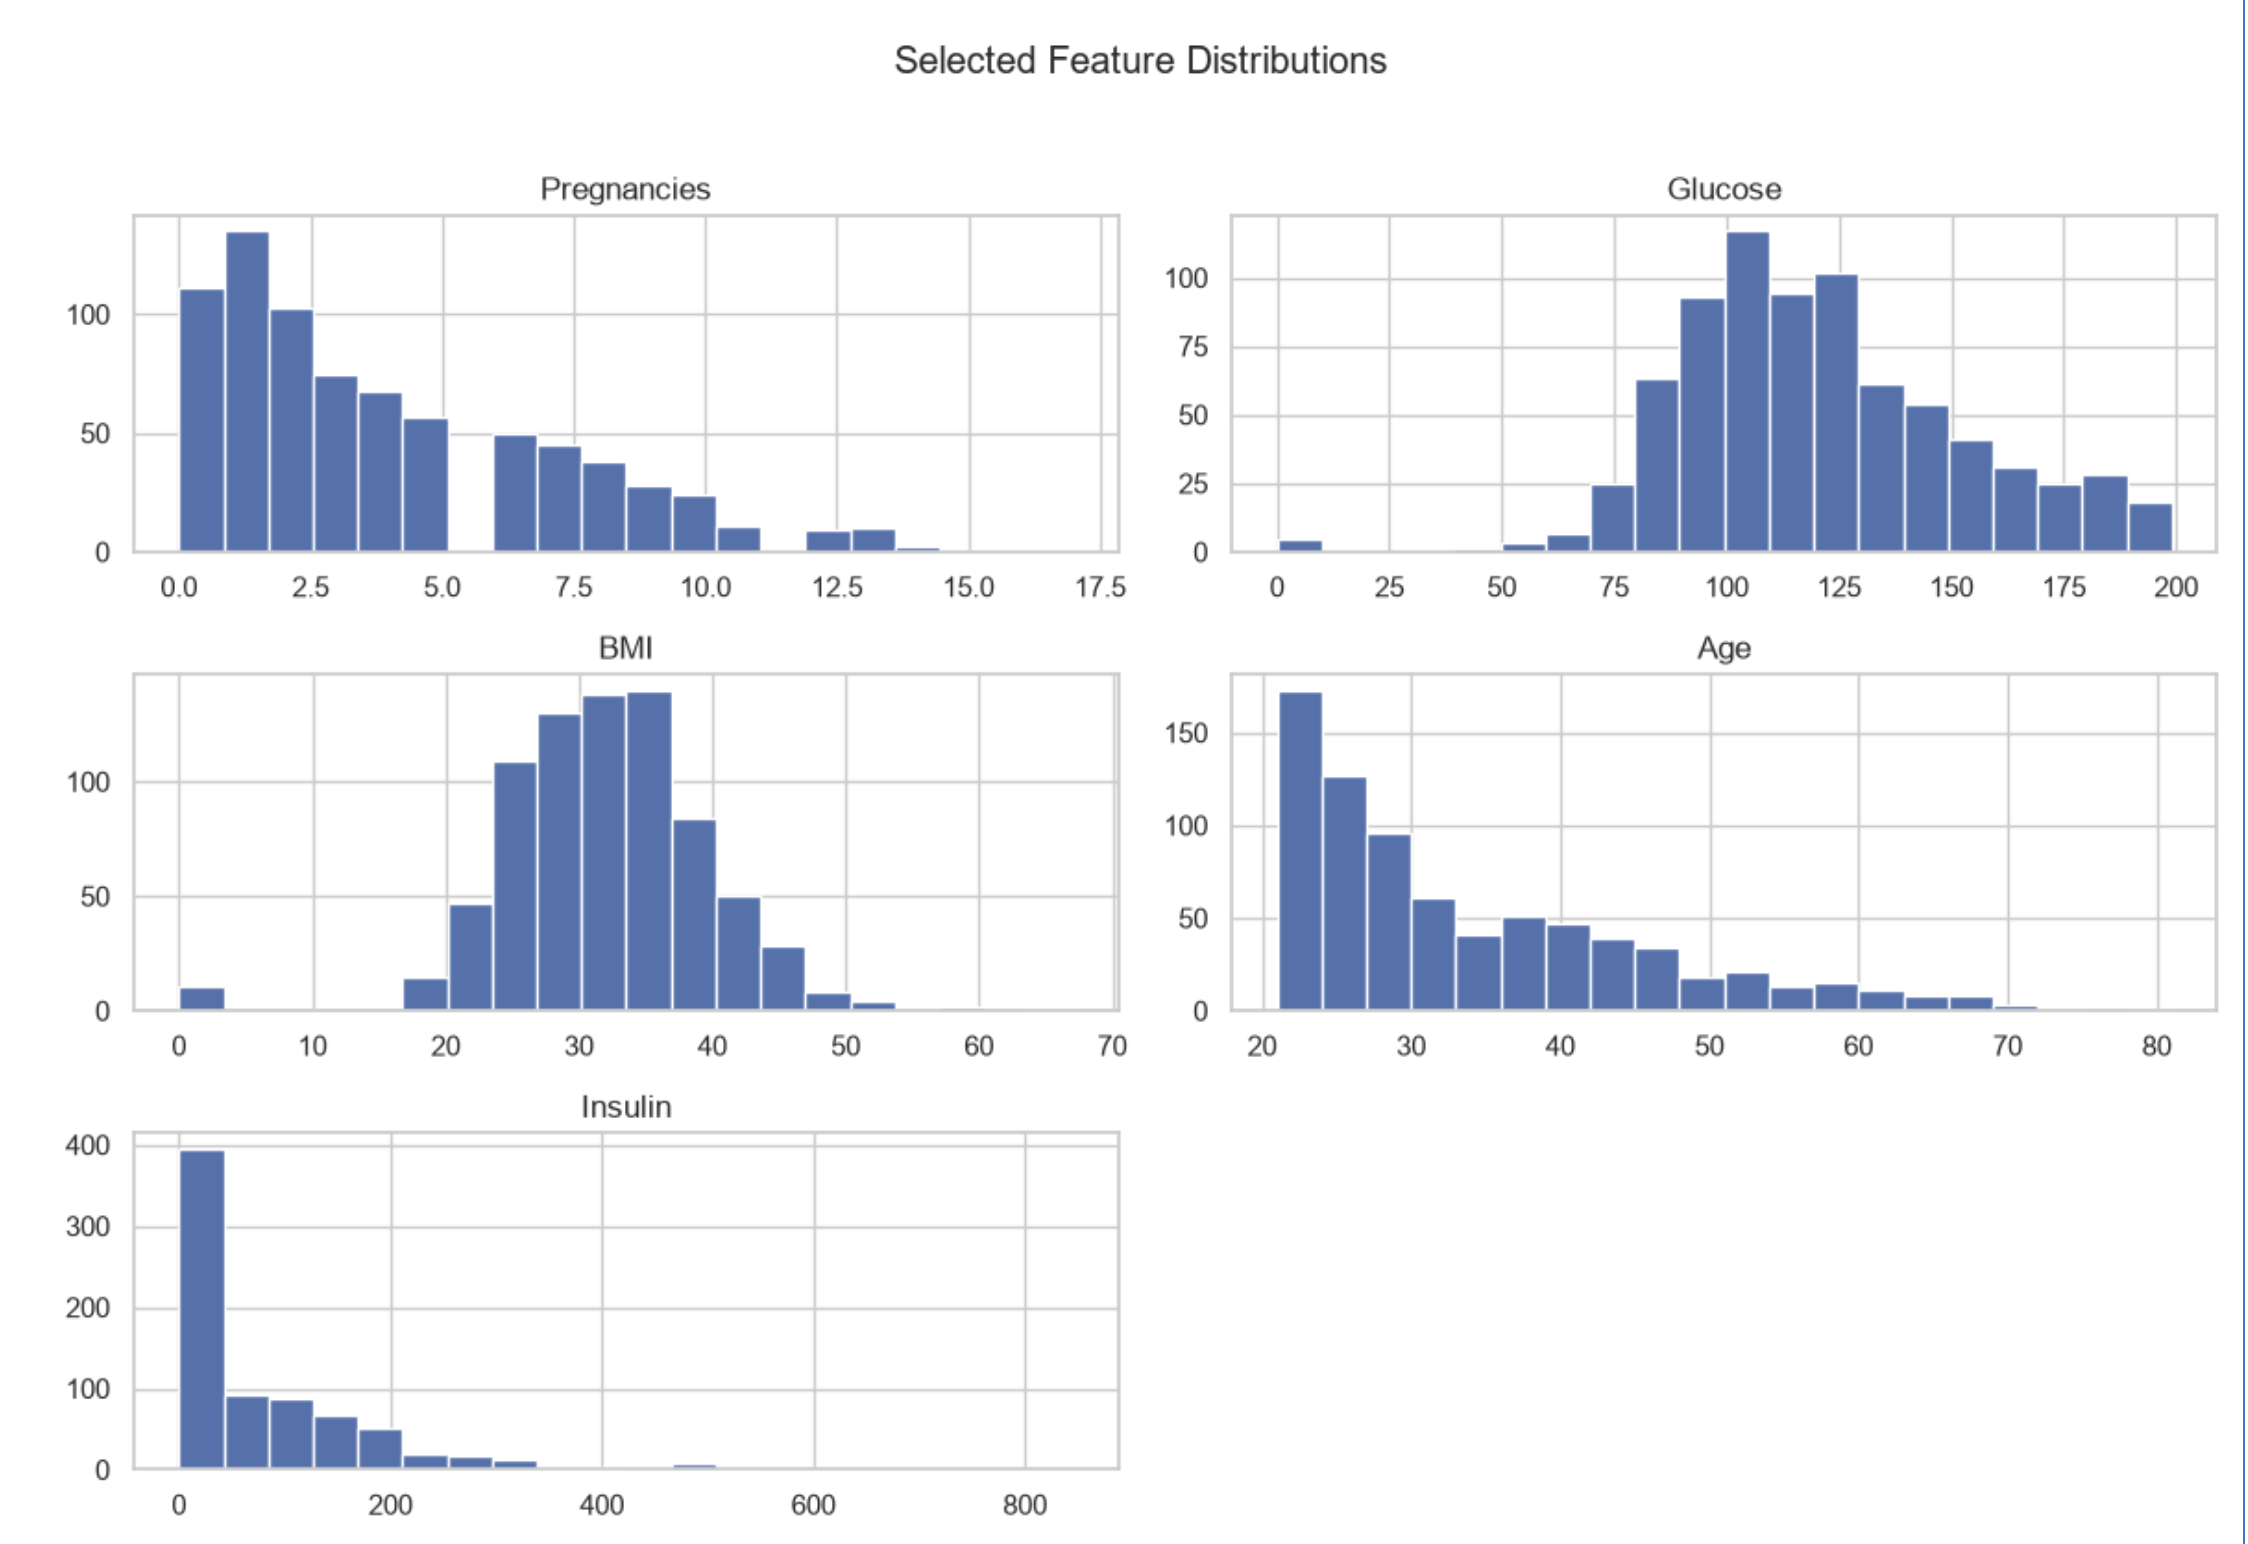 Selected Feature Distributions
Pregnancies
100
50
0
0.0 2.5 5.0 7.5 10.0 12.5 15.0 17.5
Glucose
100
75
50
25
0
0 25 50 75 100 125 150 175 200
BMI
100
50
0
0 10 20 30 40 50 60 70
Age
150
100
50
0
20 30 40 50 60 70 80
Insulin
400
300
200
100
0
0 200 400 600 800